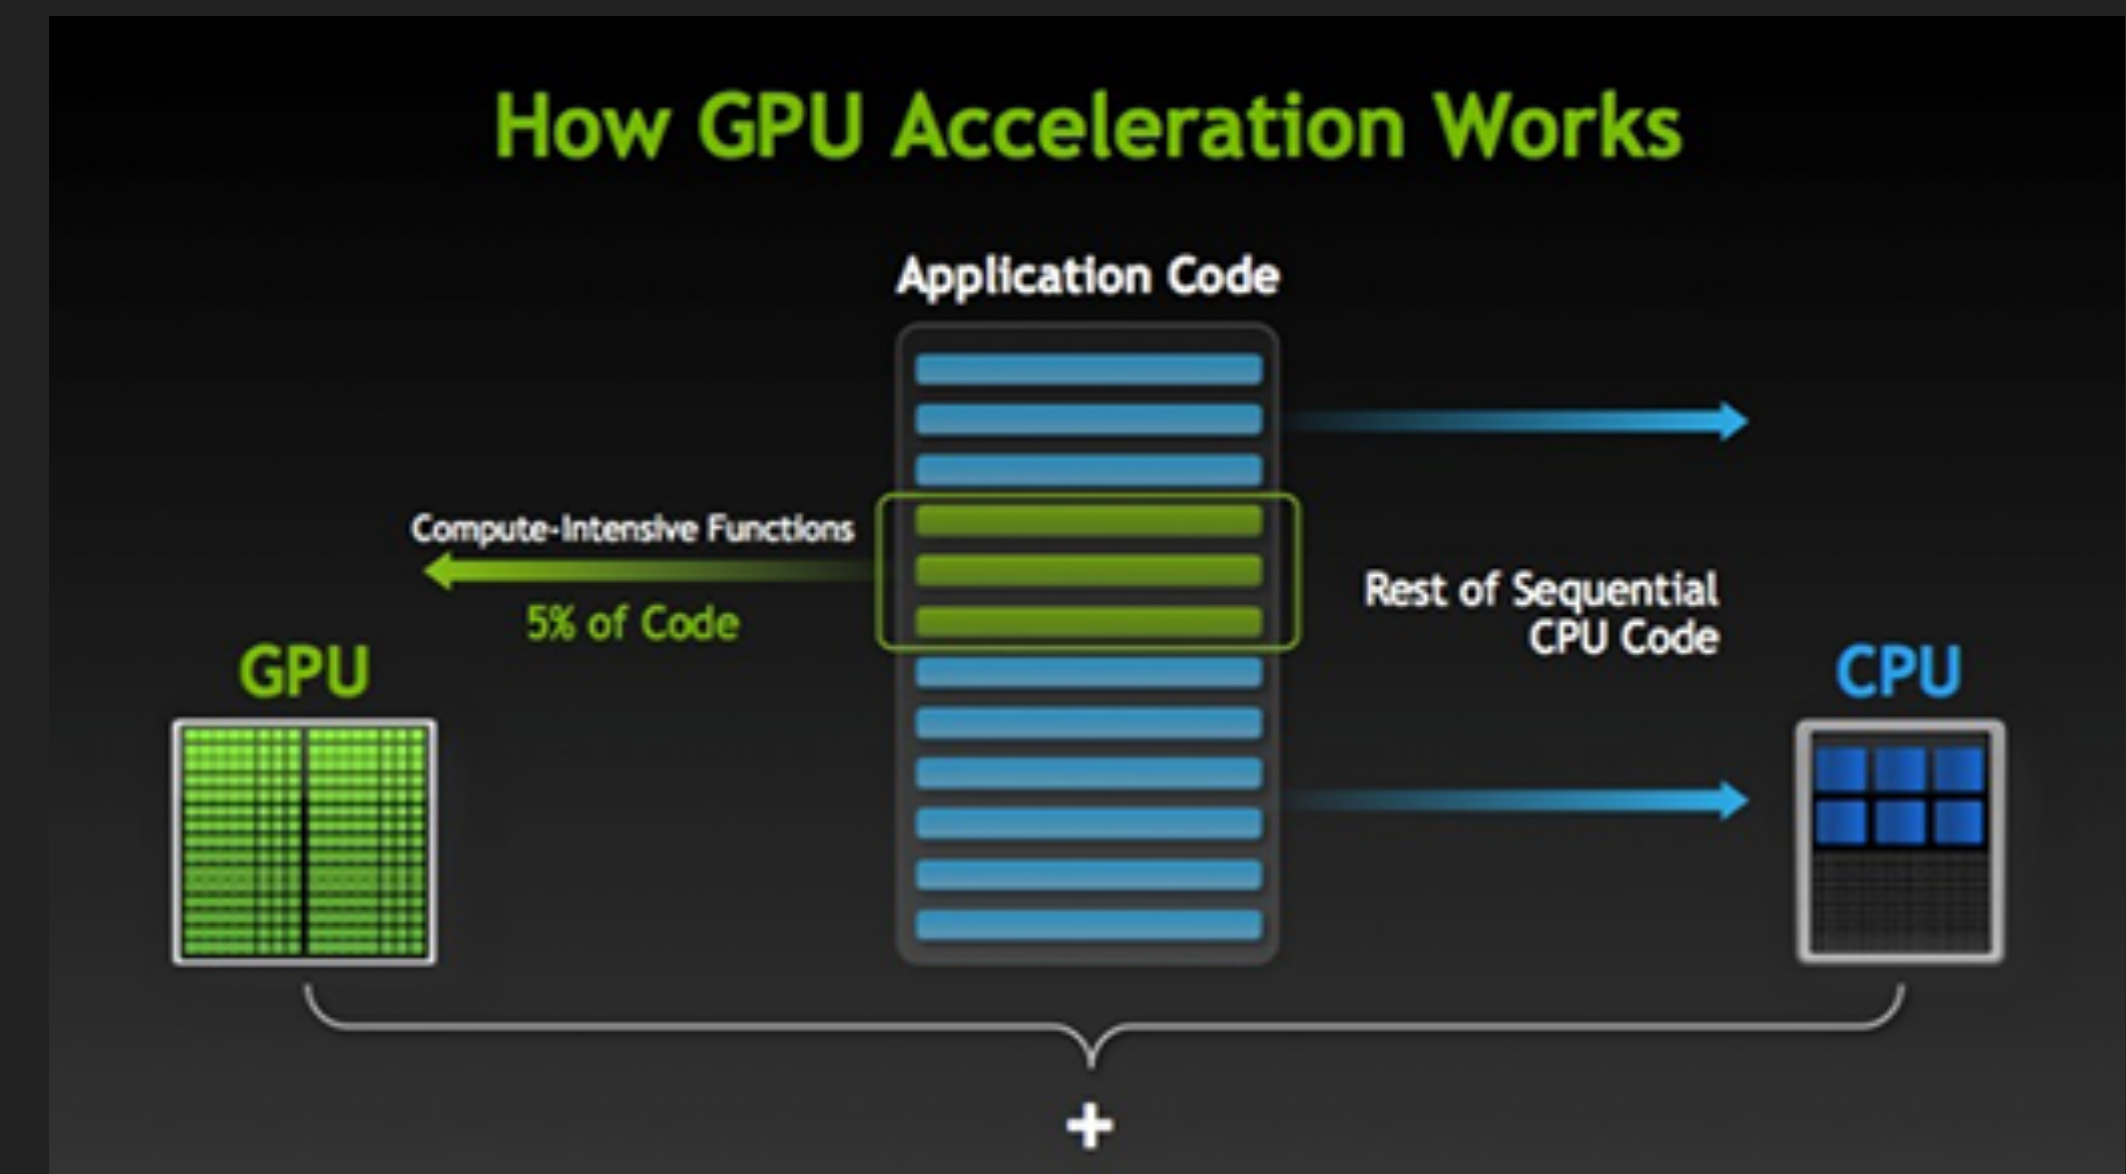 How GPU Acceleration Works
Application Code
Compute-Intensive Functions
5% of Code
Rest of Sequential
CPU Code
GPU
CPU
+